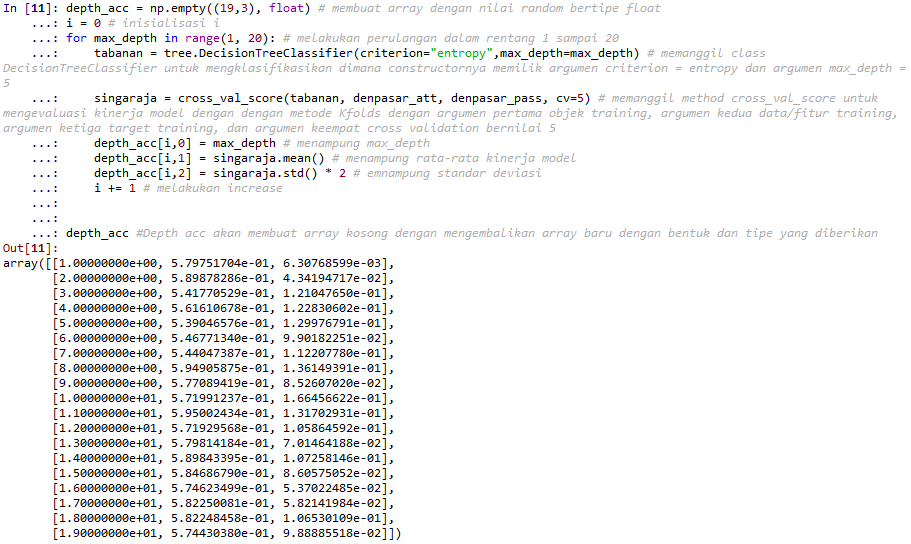 In [11]: depth_acc = np.empty((19,3), float) # membuat array dengan nilai random bertipe float
    ...: i = 0 # inisialisasi i
    ...: for max_depth in range(1, 20): # melakukan perulangan dalam rentang 1 sampai 20
    ...:     tabanan = tree.DecisionTreeClassifier(criterion="entropy",max_depth=max_depth) # memanggil class
DecisionTreeClassifier untuk mengklasifikasikan dimana constructornya memilik argumen criterion = entropy dan argumen max_depth =
5
    ...:     singaraja = cross_val_score(tabanan, denpasar_att, denpasar_pass, cv=5) # memanggil method cross_val_score untuk
mengevaluasi kinerja model dengan dengan metode Kfolds dengan argumen pertama objek training, argumen kedua data/fitur training,
argumen ketiga target training, dan argumen keempat cross validation bernilai 5
    ...:     depth_acc[i,0] = max_depth # menampung max_depth
    ...:     depth_acc[i,1] = singaraja.mean() # menampung rata-rata kinerja model
    ...:     depth_acc[i,2] = singaraja.std() * 2 # emnampung standar deviasi
    ...:     i += 1 # melakukan increase
    ...:
    ...:
    ...: depth_acc #Depth acc akan membuat array kosong dengan mengembalikan array baru dengan bentuk dan tipe yang diberikan
Out[11]:
array([[1.00000000e+00, 5.79751704e-01, 6.30768599e-03],
       [2.00000000e+00, 5.89878286e-01, 4.34194717e-02],
       [3.00000000e+00, 5.41770529e-01, 1.21047650e-01],
       [4.00000000e+00, 5.61610678e-01, 1.22830602e-01],
       [5.00000000e+00, 5.39046576e-01, 1.29976791e-01],
       [6.00000000e+00, 5.46771340e-01, 9.90182251e-02],
       [7.00000000e+00, 5.44047387e-01, 1.12207780e-01],
       [8.00000000e+00, 5.94905875e-01, 1.36149391e-01],
       [9.00000000e+00, 5.77089419e-01, 8.52607020e-02],
       [1.00000000e+01, 5.71991237e-01, 1.66456622e-01],
       [1.10000000e+01, 5.95002434e-01, 1.31702931e-01],
       [1.20000000e+01, 5.71929568e-01, 1.05864592e-01],
       [1.30000000e+01, 5.79814184e-01, 7.01464188e-02],
       [1.40000000e+01, 5.89843395e-01, 1.07258146e-01],
       [1.50000000e+01, 5.84686790e-01, 8.60575052e-02],
       [1.60000000e+01, 5.74623499e-01, 5.37022485e-02],
       [1.70000000e+01, 5.82250081e-01, 5.82141984e-02],
       [1.80000000e+01, 5.82248458e-01, 1.06530109e-01],
       [1.90000000e+01, 5.74430380e-01, 9.88885518e-02]])